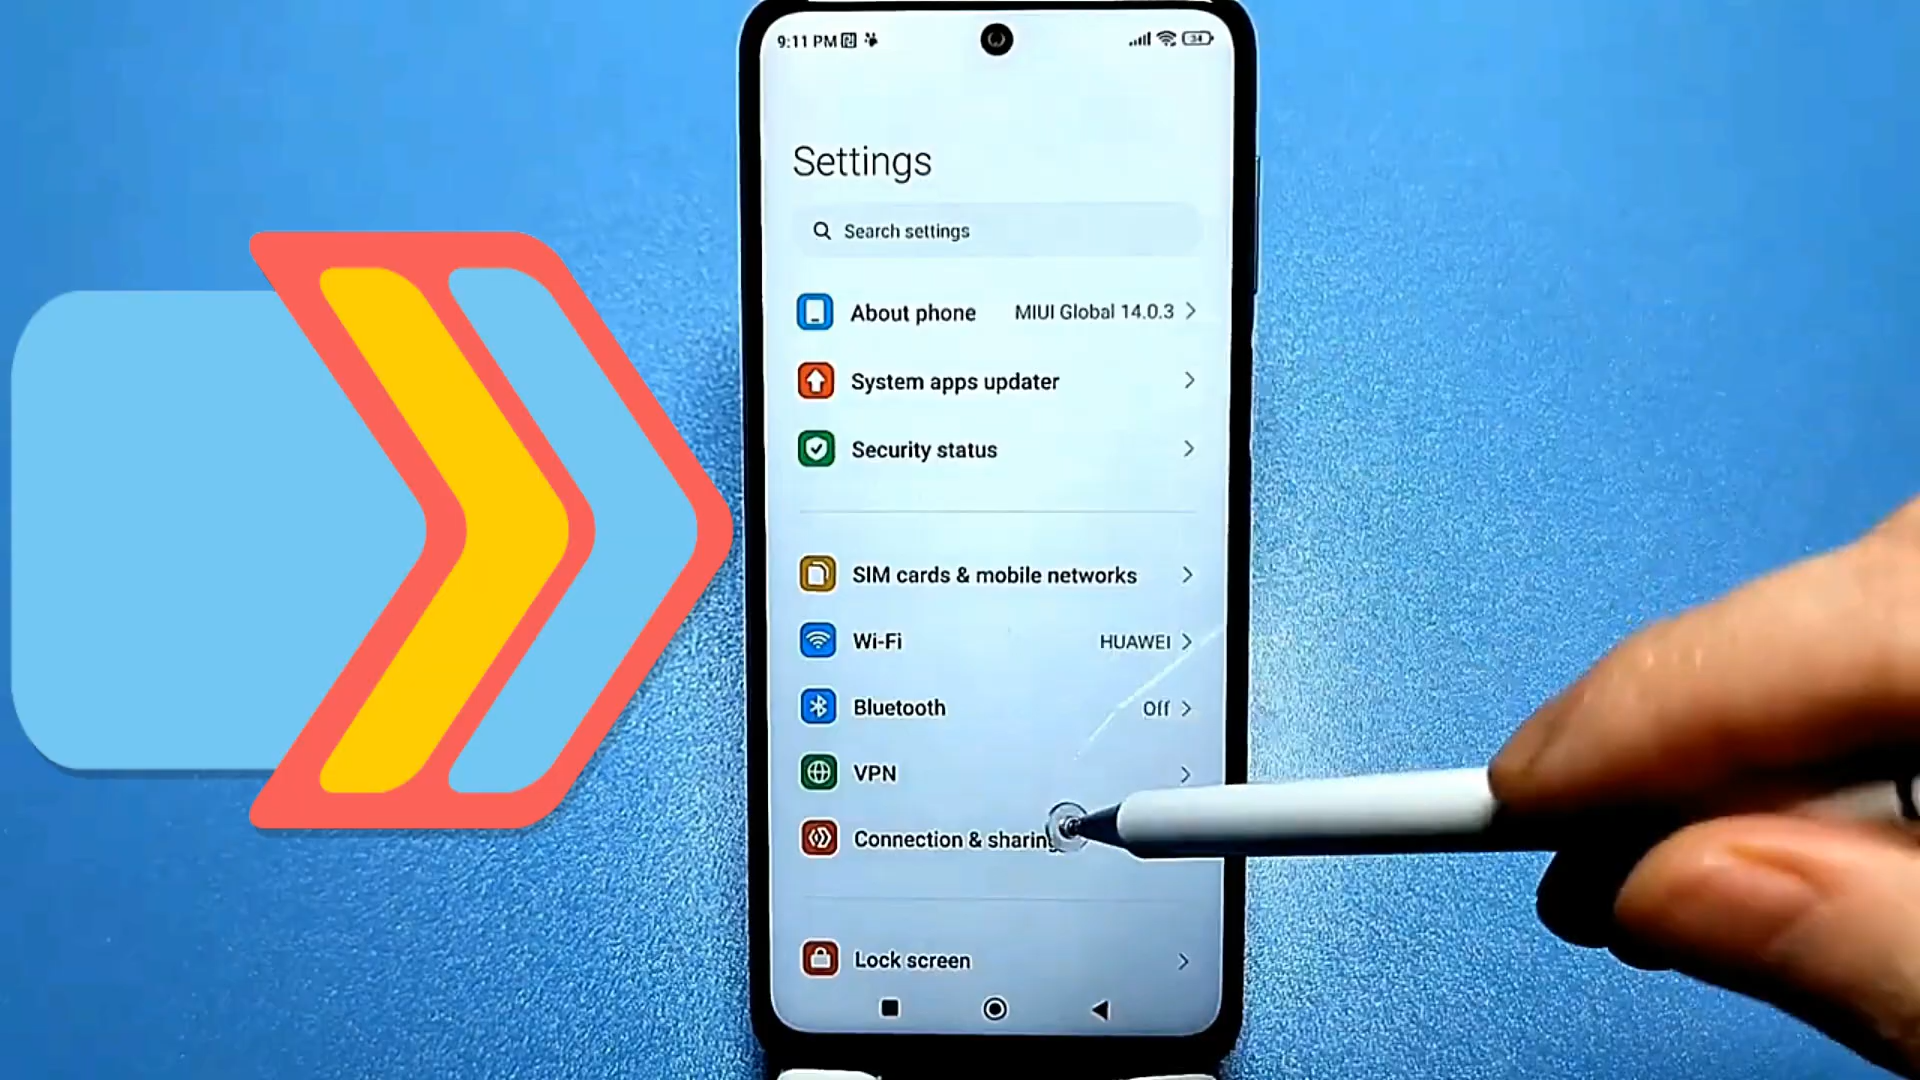 9:11 PM
34
Settings
Search settings
About phone MIUI Global 14.0.3
System apps updater
Security status
SIM cards & mobile networks
Wi-Fi HUAWEI
Bluetooth Off
VPN
Connection & sharing
Lock screen